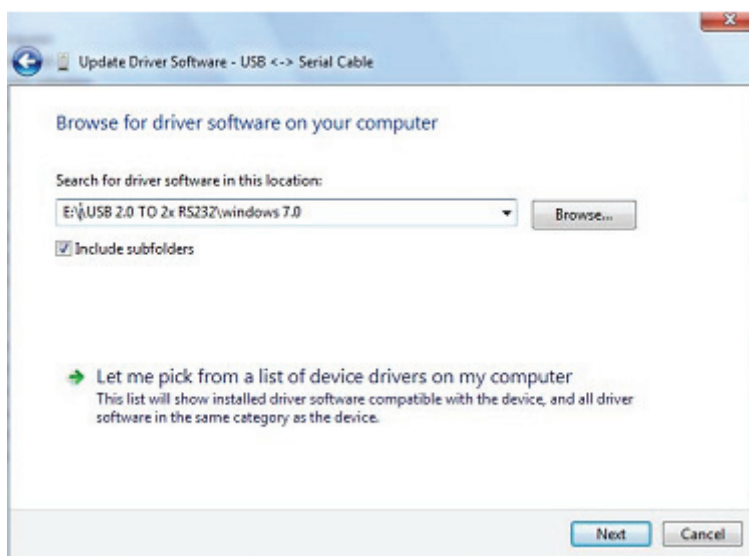 Update Driver Software - USB <-> Serial Cable
Browse for driver software on your computer
Search for driver software in this location:
E:\USB 2.0 TO 2x RS232\windows 7.0
Browse...
Include subfolders
Let me pick from a list of device drivers on my computer
This list will show installed driver software compatible with the device, and all driver
software in the same category as the device.
Next
Cancel